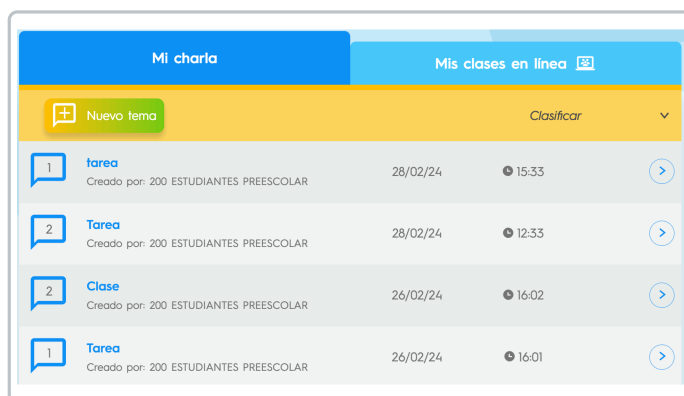 Mi charla
Mis clases en línea
Nuevo tema
Clasificar
1
tarea
Creado por: 200 ESTUDIANTES PREESCOLAR
28/02/24
15:33
2
Tarea
Creado por: 200 ESTUDIANTES PREESCOLAR
28/02/24
12:33
2
Clase
Creado por: 200 ESTUDIANTES PREESCOLAR
26/02/24
16:02
1
Tarea
Creado por: 200 ESTUDIANTES PREESCOLAR
26/02/24
16:01